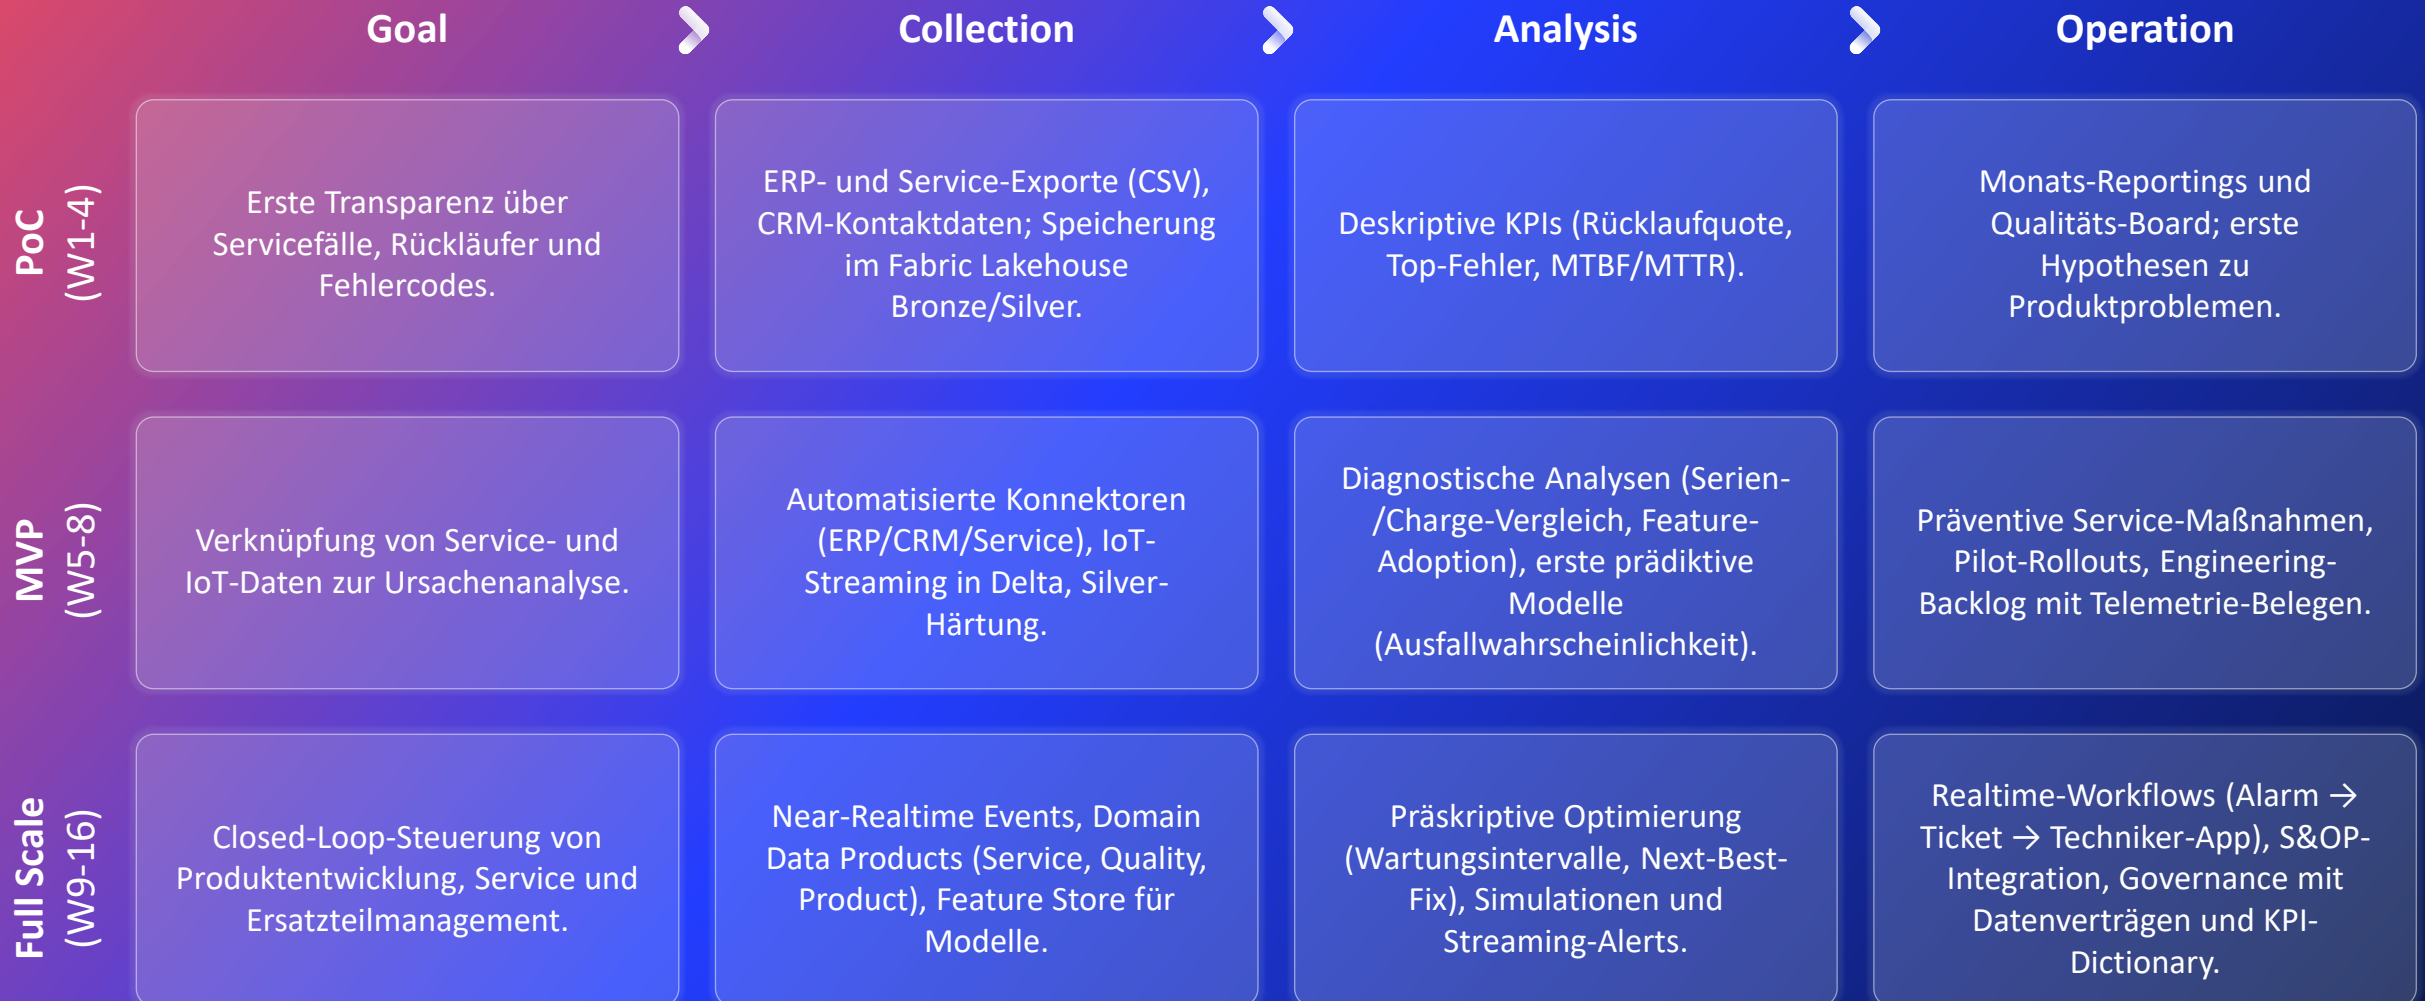 Goal
Collection
Analysis
Operation
PoC
(W1-4)
Erste Transparenz über
Servicefälle, Rückläufer und
Fehlercodes.
ERP- und Service-Exporte (CSV),
CRM-Kontaktdaten; Speicherung
im Fabric Lakehouse
Bronze/Silver.
Deskriptive KPIs (Rücklaufquote,
Top-Fehler, MTBF/MTTR).
Monats-Reportings und
Qualitäts-Board; erste
Hypothesen zu
Produktproblemen.
MVP
(W5-8)
Verknüpfung von Service- und
IoT-Daten zur Ursachenanalyse.
Automatisierte Konnektoren
(ERP/CRM/Service), IoT-
Streaming in Delta, Silver-
Härtung.
Diagnostische Analysen (Serien-
/Charge-Vergleich, Feature-
Adoption), erste prädiktive
Modelle
(Ausfallwahrscheinlichkeit).
Präventive Service-Maßnahmen,
Pilot-Rollouts, Engineering-
Backlog mit Telemetrie-Belegen.
Full Scale
(W9-16)
Closed-Loop-Steuerung von
Produktentwicklung, Service und
Ersatzteilmanagement.
Near-Realtime Events, Domain
Data Products (Service, Quality,
Product), Feature Store für
Modelle.
Präskriptive Optimierung
(Wartungsintervalle, Next-Best-
Fix), Simulationen und
Streaming-Alerts.
Realtime-Workflows (Alarm →
Ticket → Techniker-App), S&OP-
Integration, Governance mit
Datenverträgen und KPI-
Dictionary.